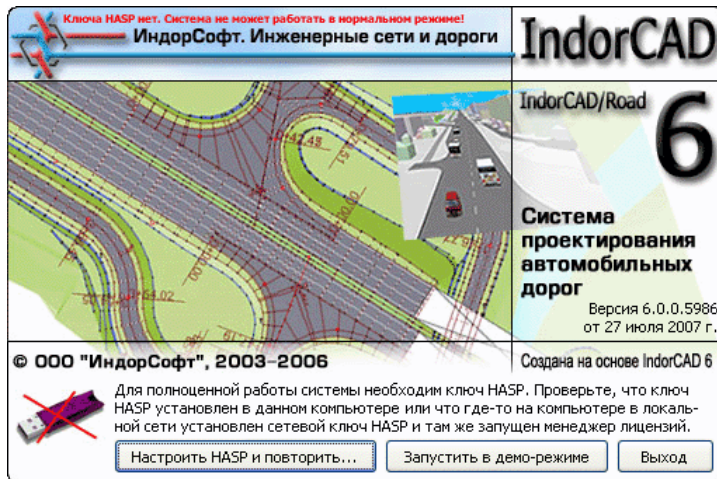 Ключа HASP нет. Система не может работать в нормальном режиме!
ИндорСофт. Инженерные сети и дороги
IndorCAD
IndorCAD/Road
6
Система
проектирования
автомобильных
дорог
Версия 6.0.0.5986
от 27 июля 2007 г.
© ООО "ИндорСофт", 2003–2006
Создана на основе IndorCAD 6
Для полноценной работы системы необходим ключ HASP. Проверьте, что ключ
HASP установлен в данном компьютере или что где-то на компьютере в локаль-
ной сети установлен сетевой ключ HASP и там же запущен менеджер лицензий.
Настроить HASP и повторить...
Запустить в демо-режиме
Выход